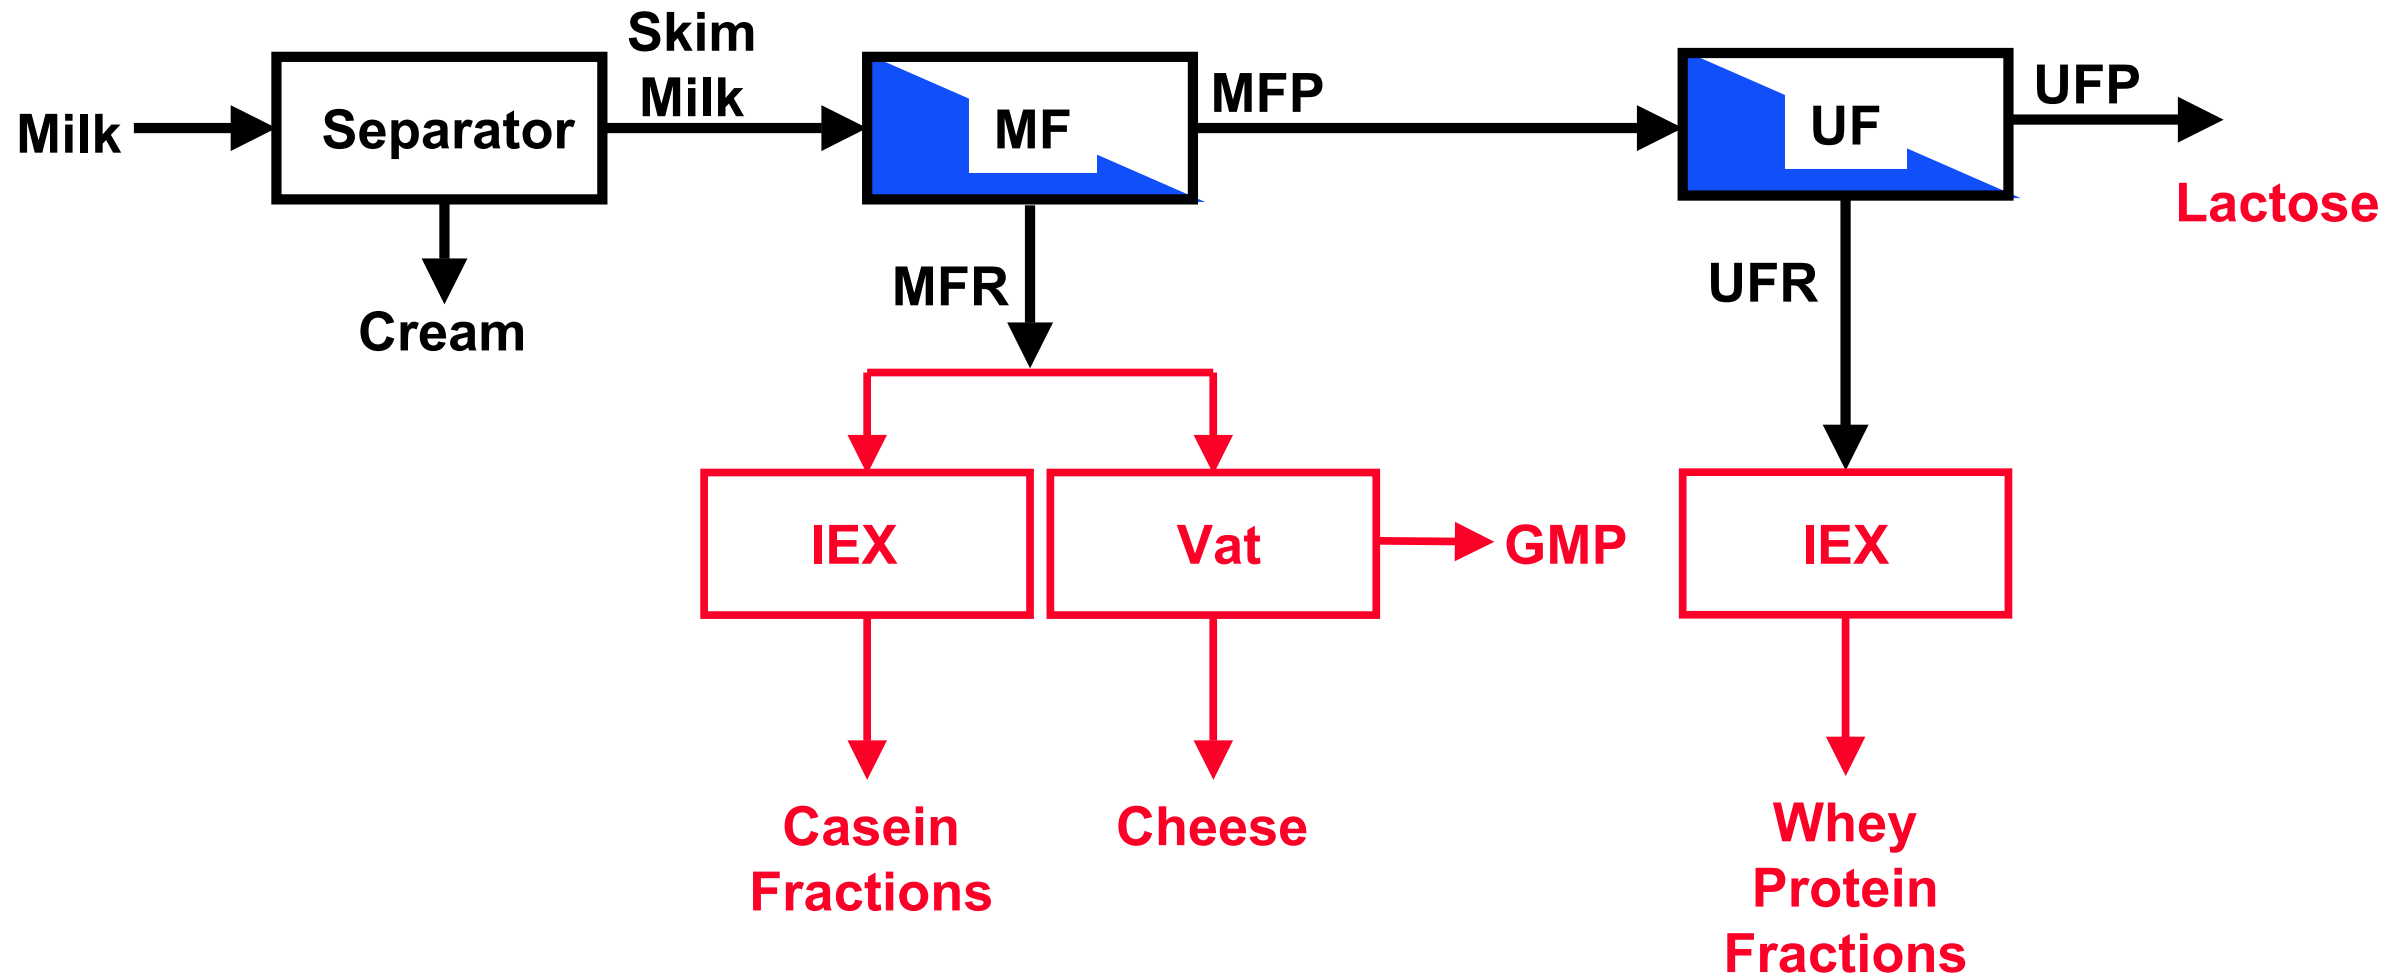 Skim
Milk
Milk
Separator
MF
MFP
UF
UFP
Lactose
MFR
UFR
Cream
IEX
Vat
GMP
IEX
Casein
Fractions
Cheese
Whey
Protein
Fractions